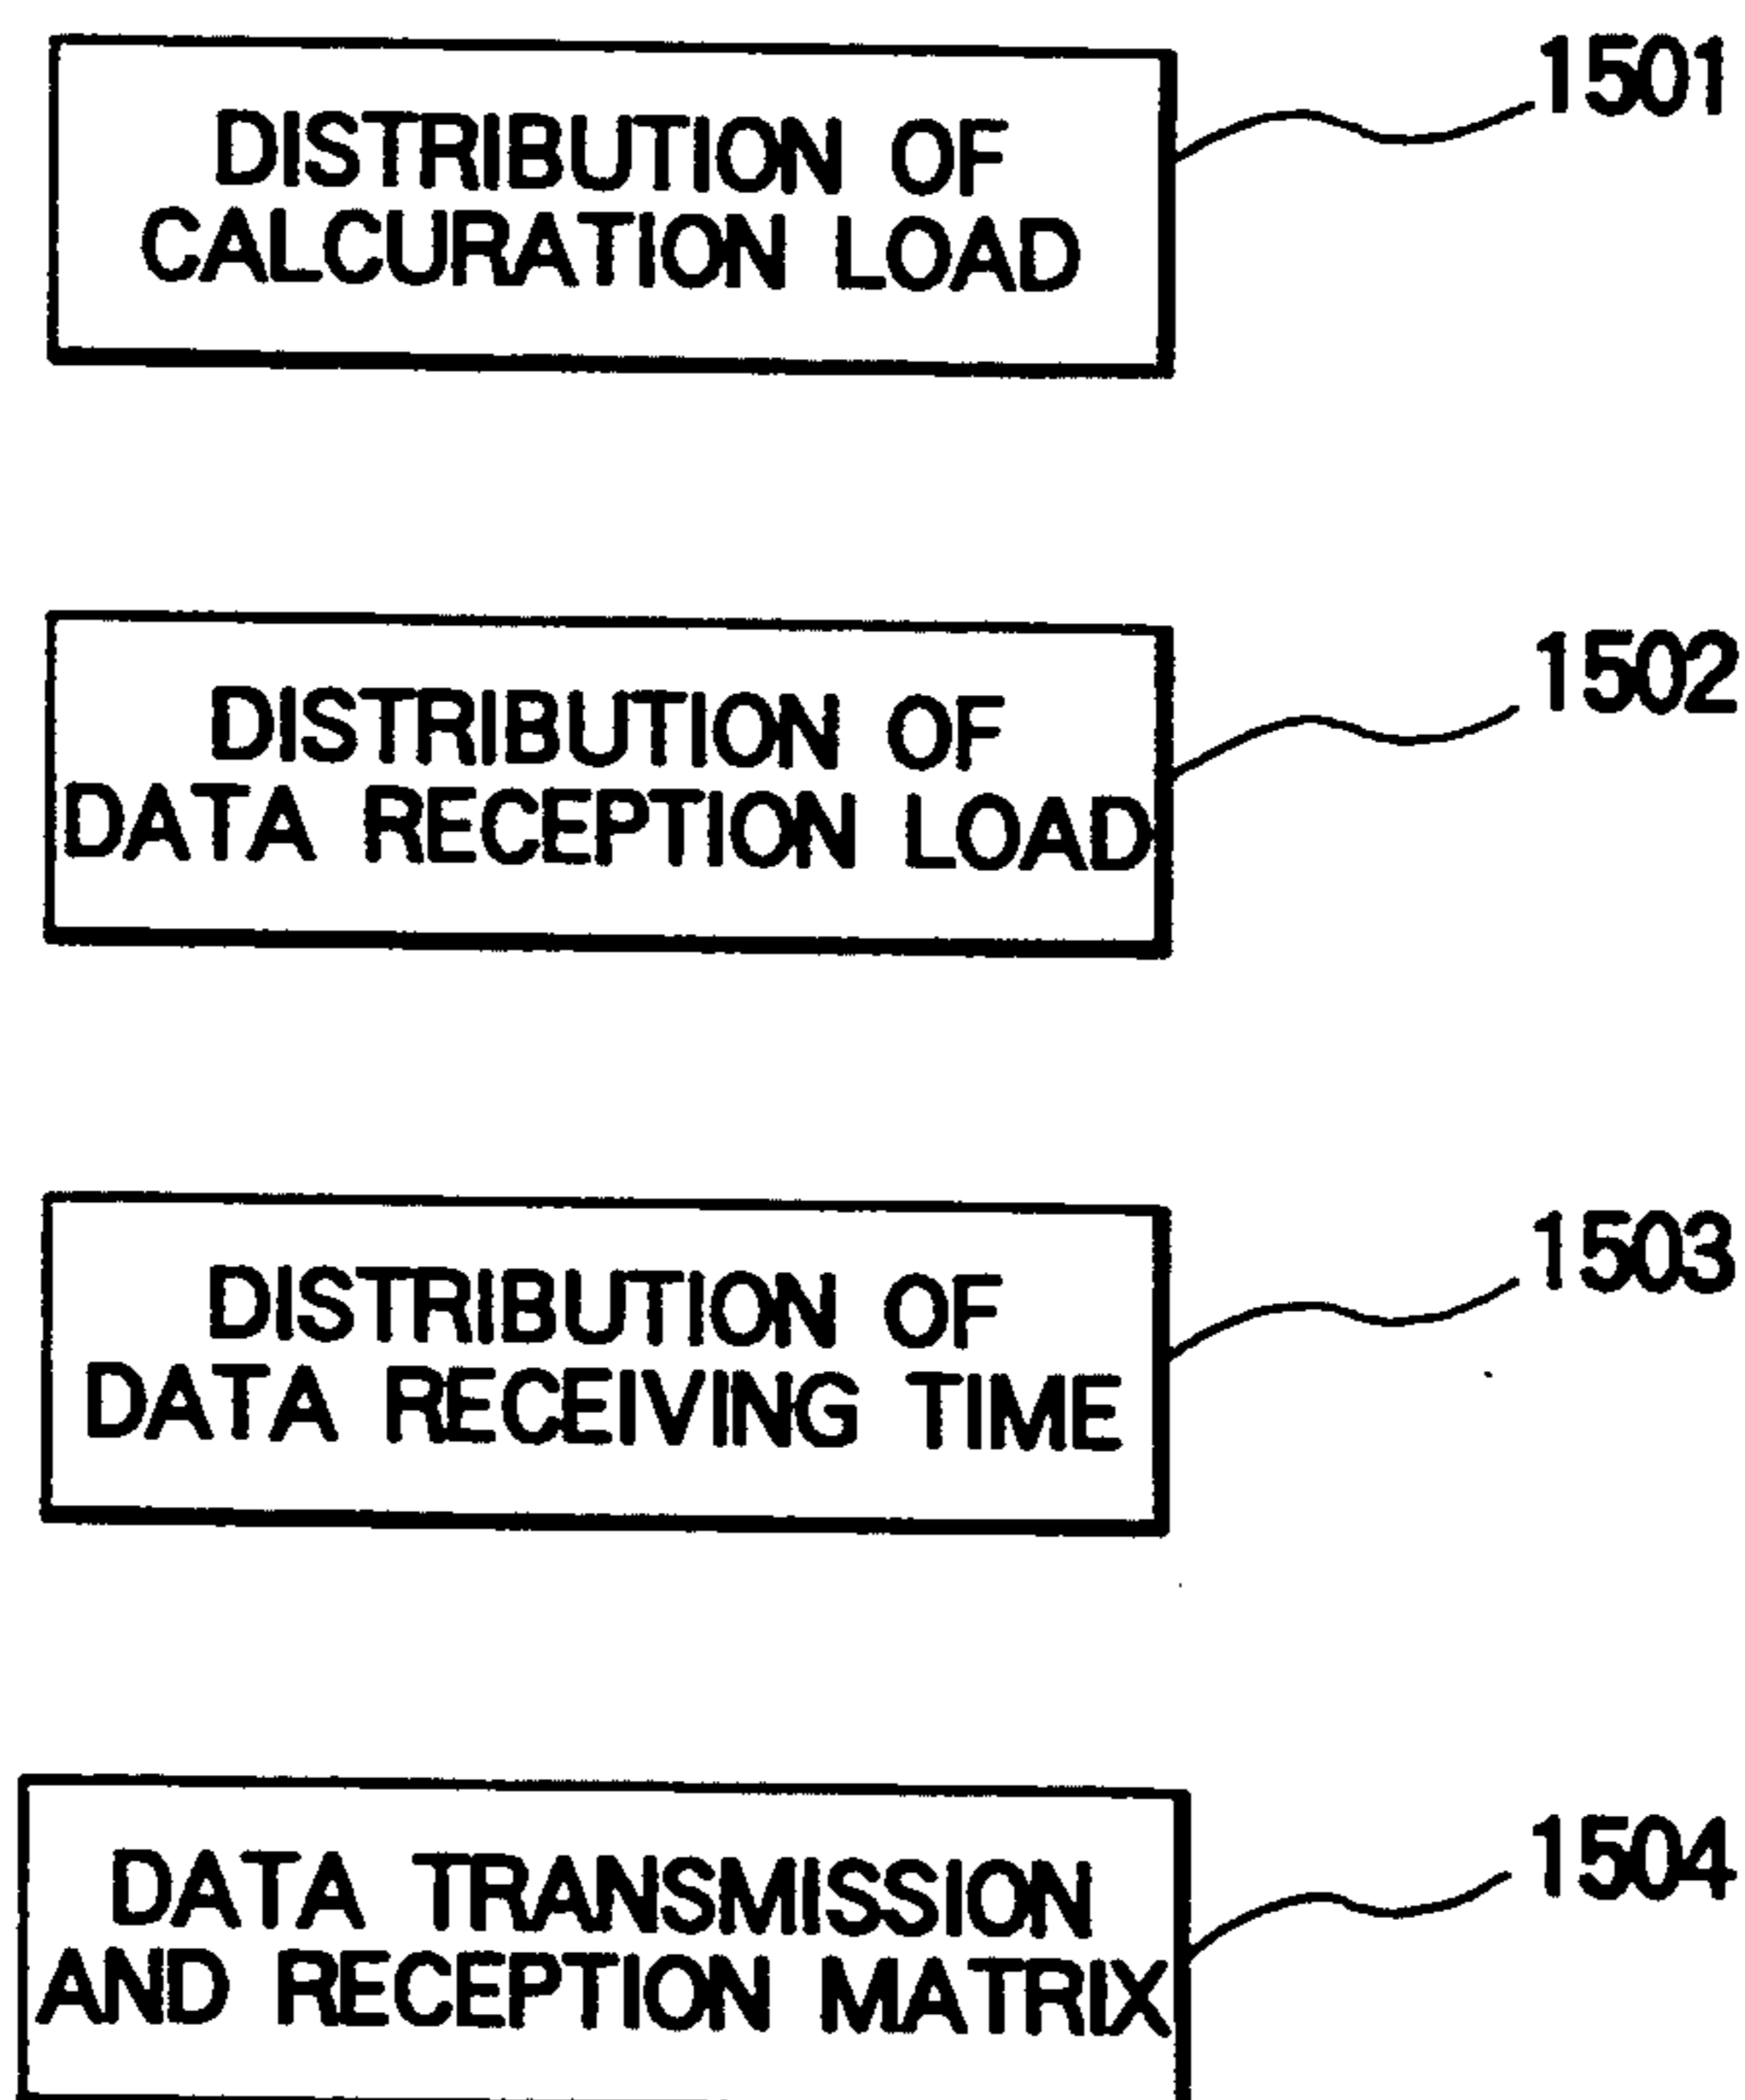 1501
DISTRIBUTION OF
CALCURATION LOAD
1502
DISTRIBUTION OF
DATA RECEPTION LOAD
1503
DISTRIBUTION OF
DATA RECEIVING TIME
1504
DATA TRANSMISSION
AND RECEPTION MATRIX